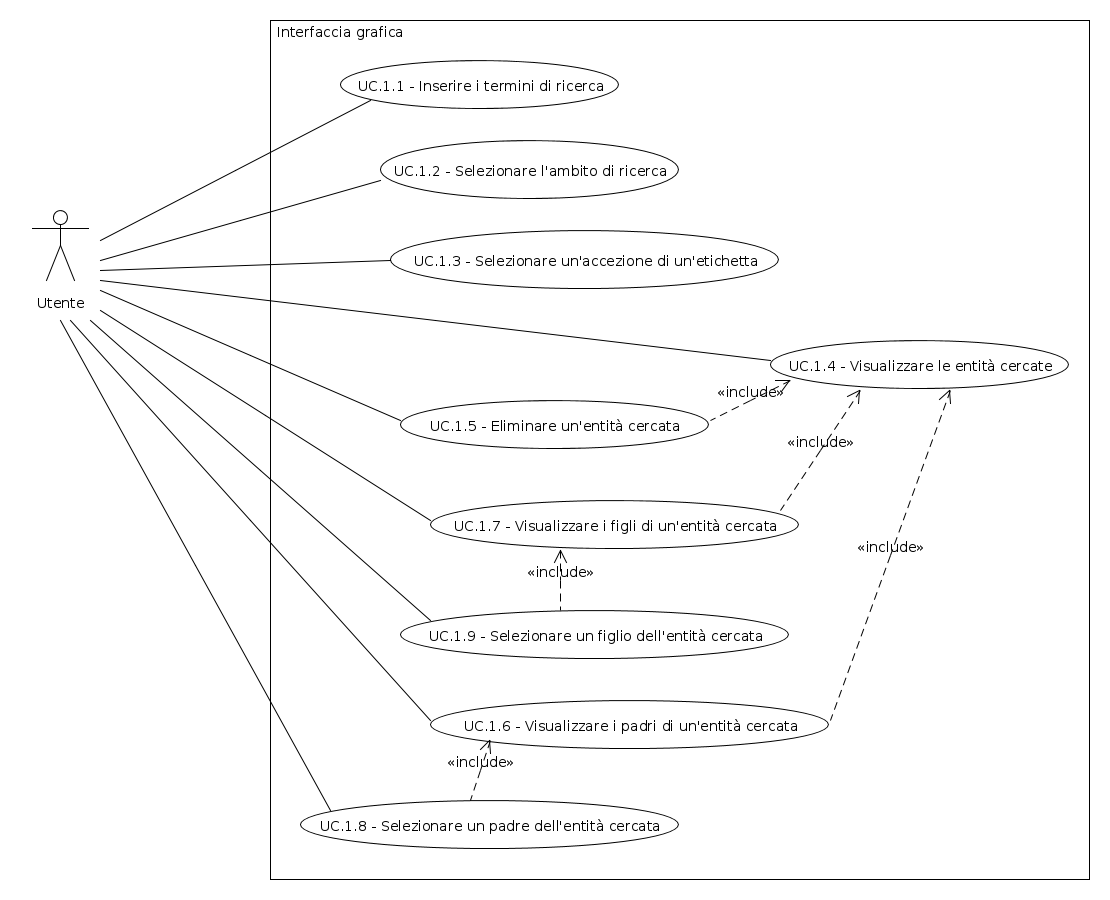 Interfaccia grafica
UC.1.1 - Inserire i termini di ricerca
UC.1.2 - Selezionare l'ambito di ricerca
UC.1.3 - Selezionare un'accezione di un'etichetta
Utente
UC.1.4 - Visualizzare le entità cercate
«include»
UC.1.5 - Eliminare un'entità cercata
«include»
UC.1.7 - Visualizzare i figli di un'entità cercata
«include»
«include»
UC.1.9 - Selezionare un figlio dell'entità cercata
UC.1.6 - Visualizzare i padri di un'entità cercata
«include»
UC.1.8 - Selezionare un padre dell'entità cercata